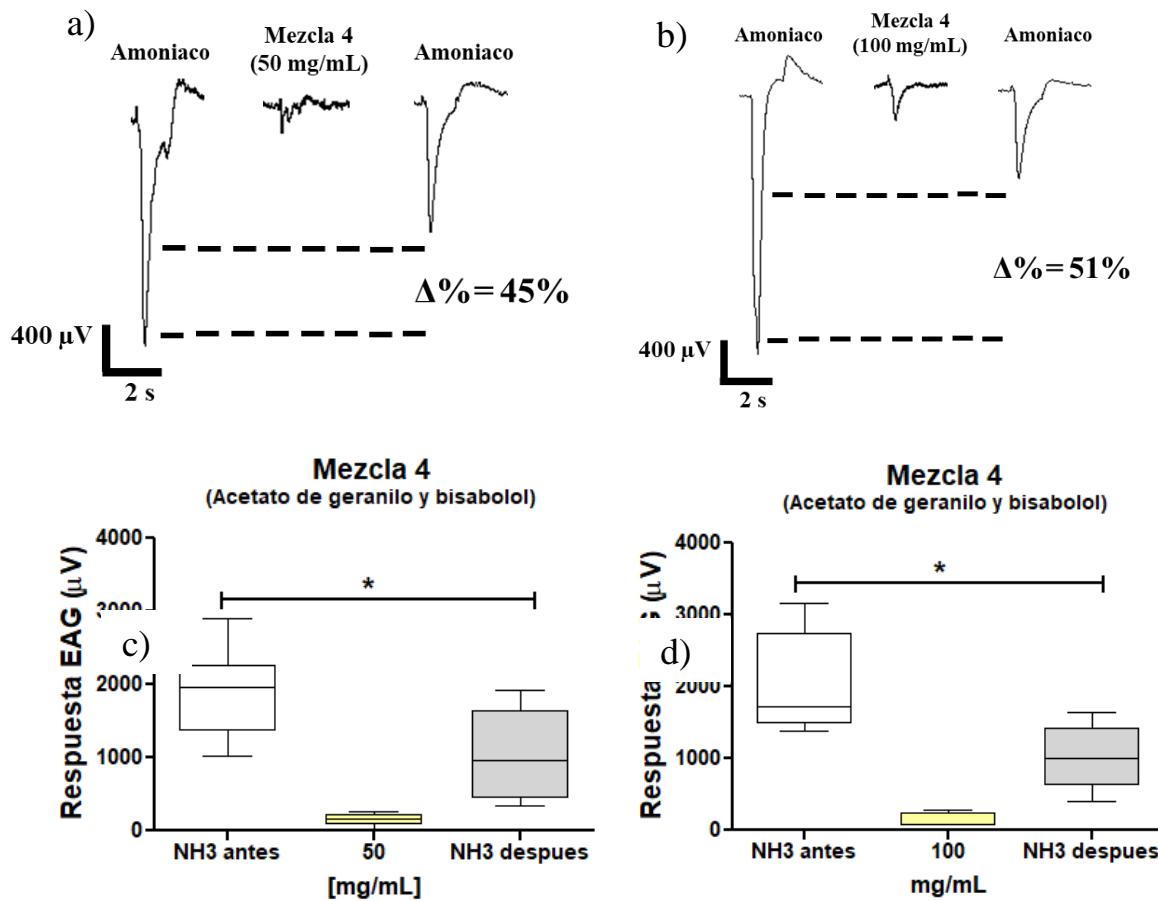 a)
Amoniaco
Mezcla 4
(50 mg/mL)
Amoniaco
400 µV
2 s
Δ%= 45%
b)
Amoniaco
Mezcla 4
(100 mg/mL)
Amoniaco
400 µV
2 s
Δ%= 51%
Mezcla 4
(Acetato de geranilo y bisabolol)
Respuesta EAG (µV)
4000
2000
1000
0
*
c)
NH3 antes
50
NH3 despues
[mg/mL]
Mezcla 4
(Acetato de geranilo y bisabolol)
Respuesta (µV)
4000
3000
2000
1000
0
*
d)
NH3 antes
100
NH3 despues
mg/mL